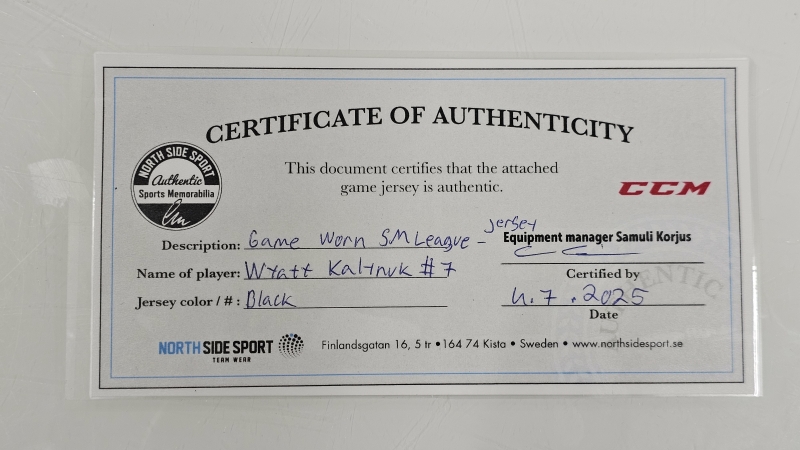 CERTIFICATE OF AUTHENTICITY
NORTH SIDE SPORT
Authentic
Sports Memorabilia
This document certifies that the attached
game jersey is authentic.
CCM
Description: Game Worn SM League - jersey
Equipment manager Samuli Korjus
Name of player: Wyatt Kalynuk #7
Certified by
Jersey color / #: Black
4.7.2025
Date
AUTHENTIC
NORTH SIDE SPORT
TEAM WEAR
Finlandsgatan 16, 5 tr • 164 74 Kista • Sweden • www.northsidesport.se